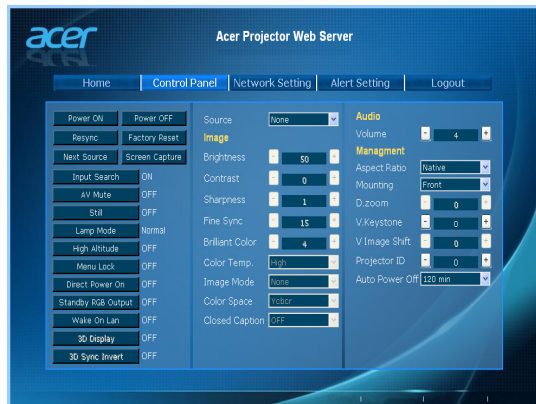 acer
Acer Projector Web Server
Home Control Panel Network Setting Alert Setting Logout
Power ON Power OFF
Resync Factory Reset
Next Source Screen Capture
Input Search ON
AV Mute OFF
Still OFF
Lamp Mode Normal
High Altitude OFF
Menu Lock OFF
Direct Power On OFF
Standby RGB Output OFF
Wake On Lan OFF
3D Display OFF
3D Sync Invert OFF
Source None
Image
Brightness - 50 +
Contrast - 0 +
Sharpness - 1 +
Fine Sync - 15 +
Brilliant Color - 4 +
Color Temp. High
Image Mode None
Color Space Ycbcr
Closed Caption OFF
Audio
Volume - 4 +
Managment
Aspect Ratio Native
Mounting Front
D.zoom - 0 +
V.Keystone - 0 +
V Image Shift - 0 +
Projector ID - 0 +
Auto Power Off 120 min